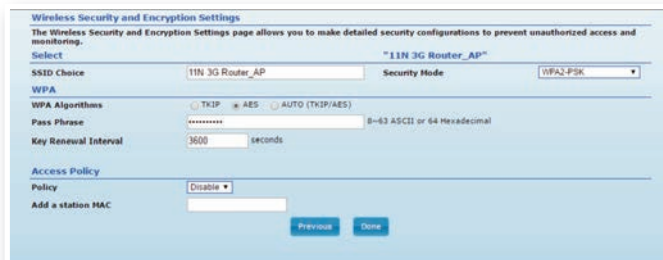 Wireless Security and Encryption Settings
The Wireless Security and Encryption Settings page allows you to make detailed security configurations to prevent unauthorized access and
monitoring.
Select "11N 3G Router_AP"
SSID Choice 11N 3G Router_AP Security Mode WPA2-PSK
WPA
WPA Algorithms TKIP AES AUTO (TKIP/AES)
Pass Phrase •••••••••• 8~63 ASCII or 64 Hexadecimal
Key Renewal Interval 3600 seconds
Access Policy
Policy Disable
Add a station MAC
Previous Done